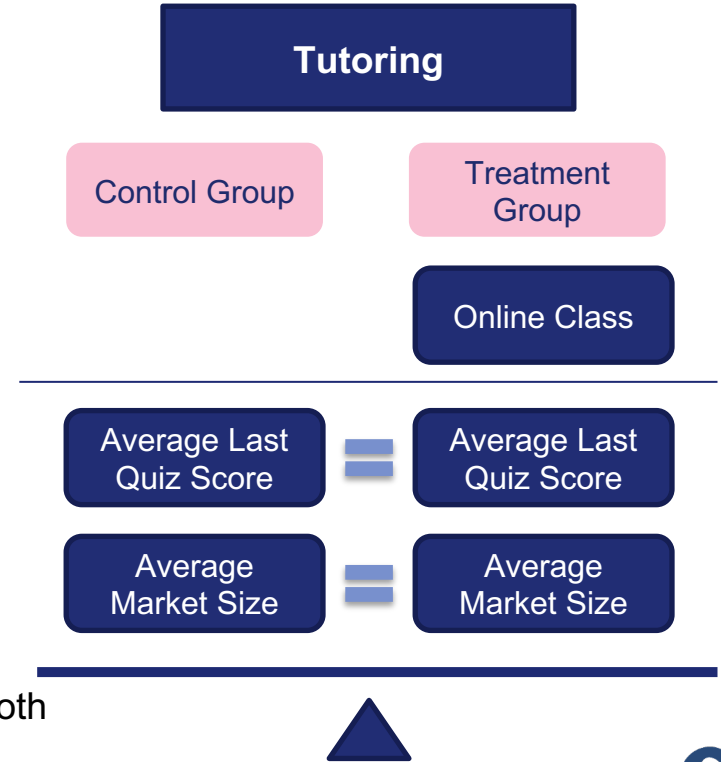 Tutoring
Control Group
Treatment
Group
Online Class
Average Last
Quiz Score
Average Last
Quiz Score
Average
Market Size
Average
Market Size